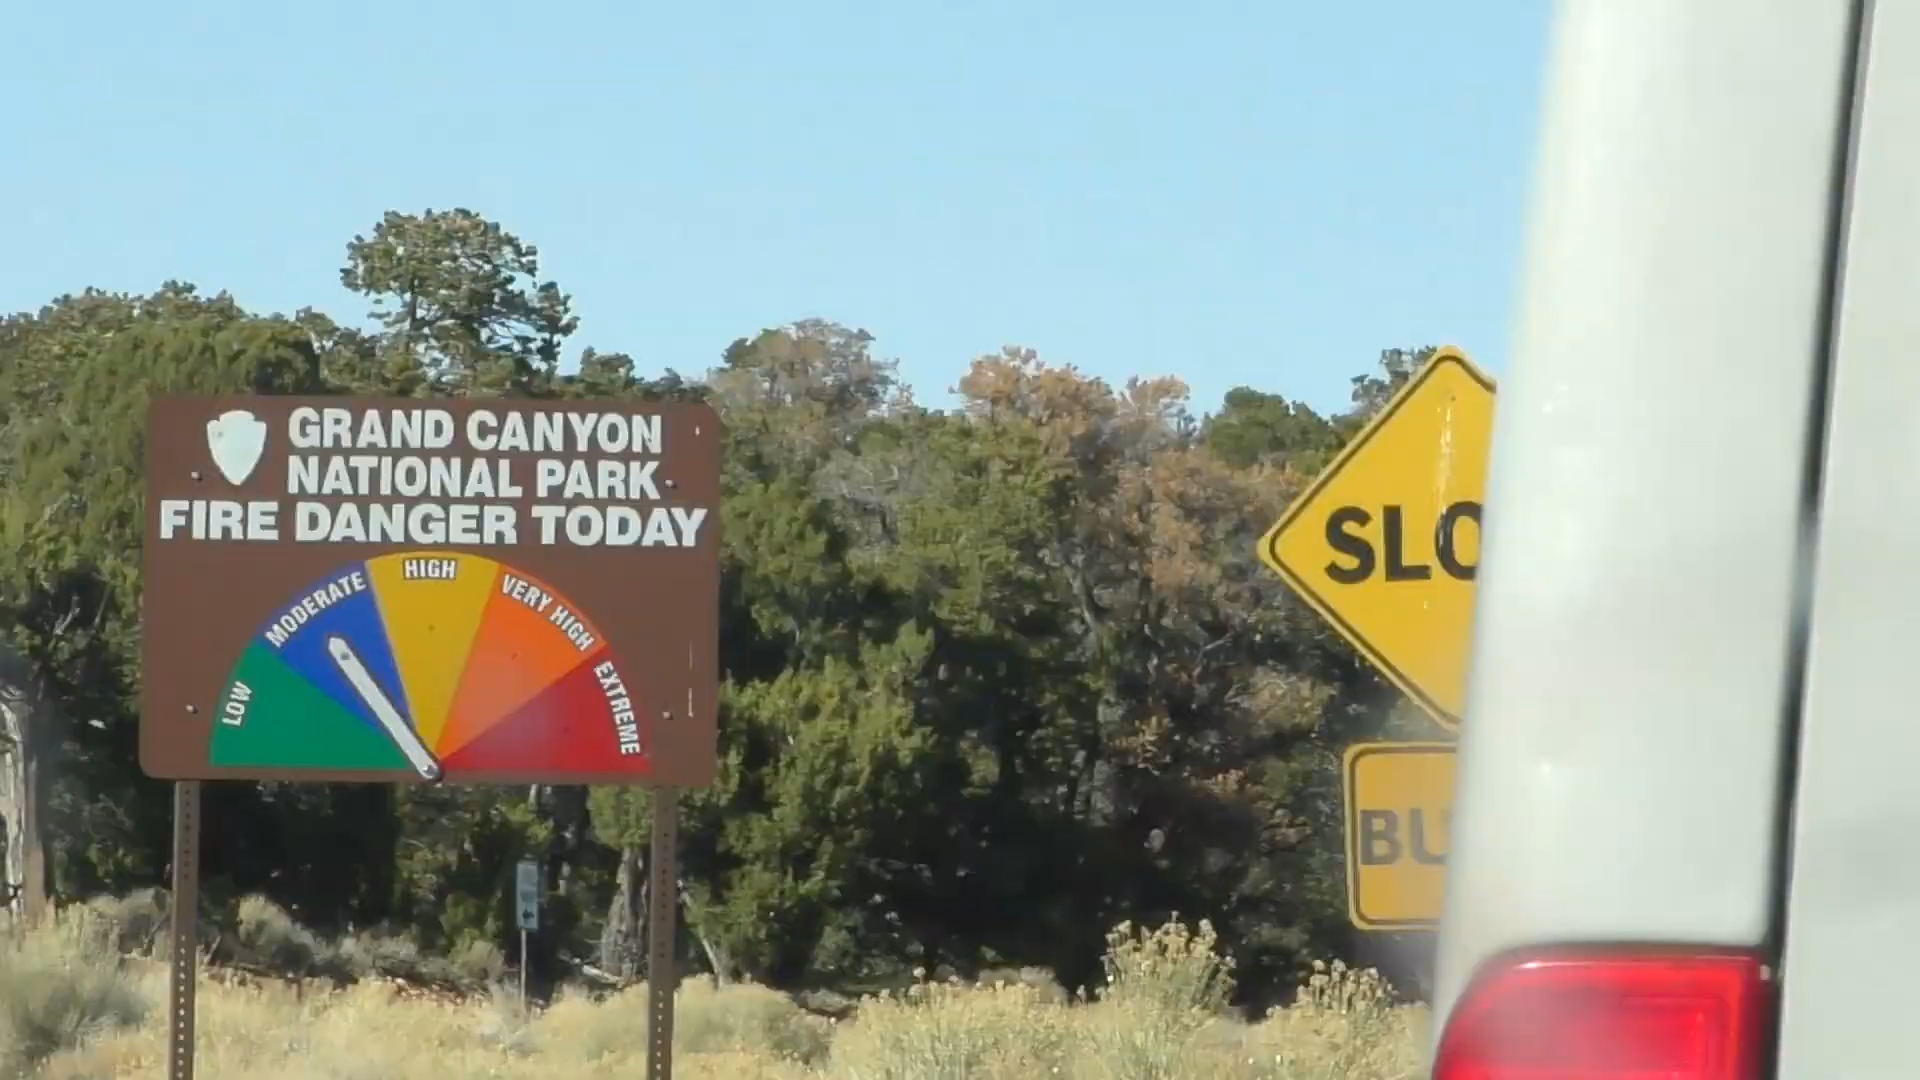 GRAND CANYON
NATIONAL PARK
FIRE DANGER TODAY
LOW
MODERATE
HIGH
VERY HIGH
EXTREME
SLO
BU